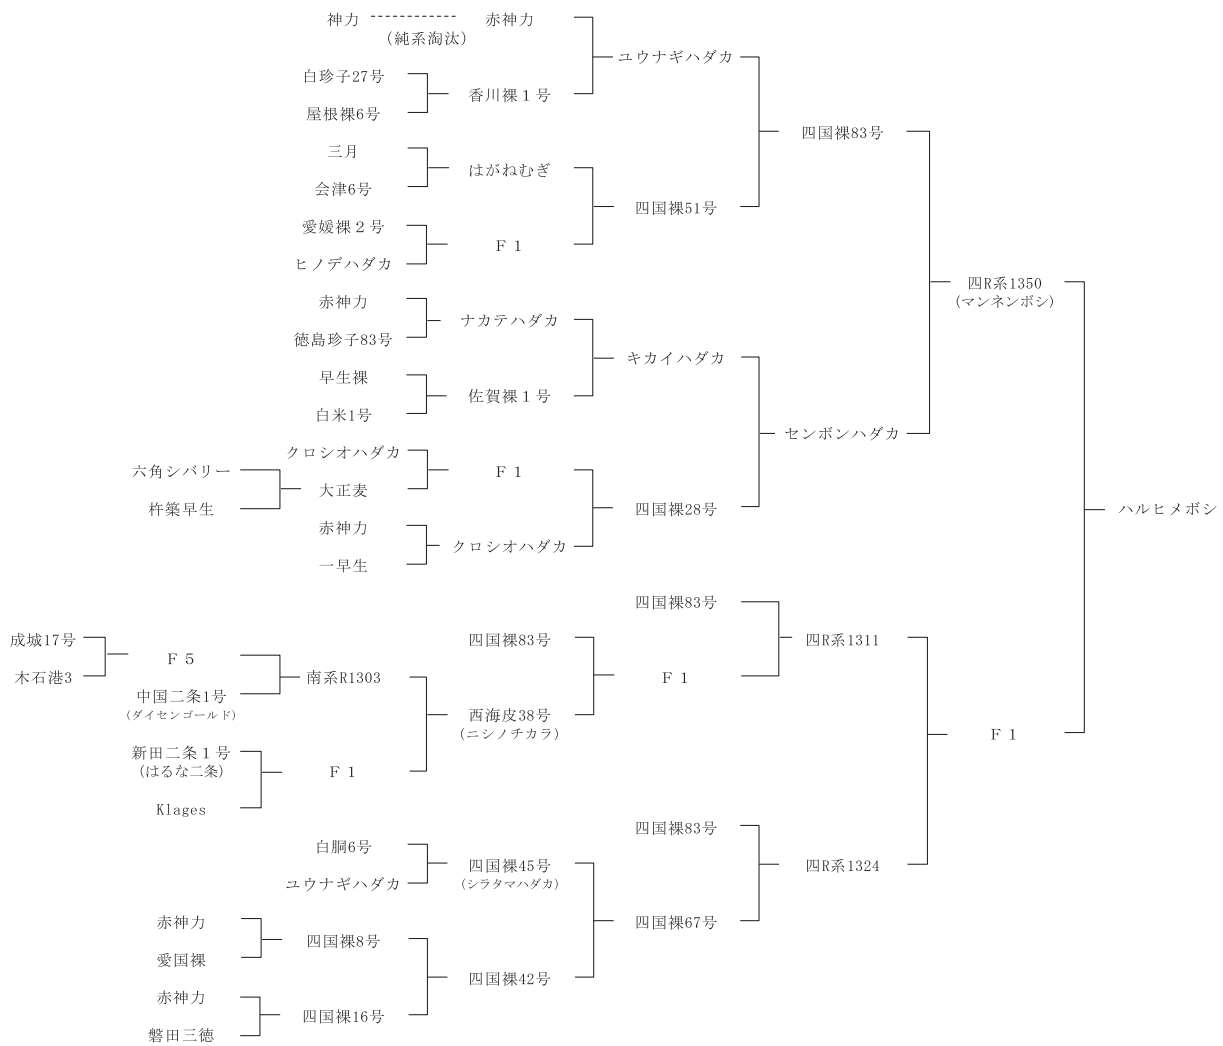 神力 赤神力
(純系淘汰)
ユウナギハダカ
白珍子27号
香川裸１号
屋根裸6号
四国裸83号
三月
はがねむぎ
会津6号
四国裸51号
愛媛裸２号
Ｆ１
ヒノデハダカ
四R系1350
(マンネンボシ)
赤神力
ナカテハダカ
徳島珍子83号
キカイハダカ
早生裸
佐賀裸１号
白米1号
センボンハダカ
クロシオハダカ
六角シバリー
Ｆ１
大正麦
杵築早生
四国裸28号
ハルヒメボシ
赤神力
クロシオハダカ
一早生
四国裸83号
成城17号
四国裸83号
四R系1311
Ｆ５
木石港3
南系R1303
Ｆ１
中国二条1号
(ダイセンゴールド)
西海皮38号
(ニシノチカラ)
Ｆ１
新田二条１号
(はるな二条)
Ｆ１
Klages
四国裸83号
白胴6号
四国裸45号
(シラタマハダカ)
四R系1324
ユウナギハダカ
赤神力
四国裸67号
四国裸8号
愛国裸
四国裸42号
赤神力
四国裸16号
磐田三徳